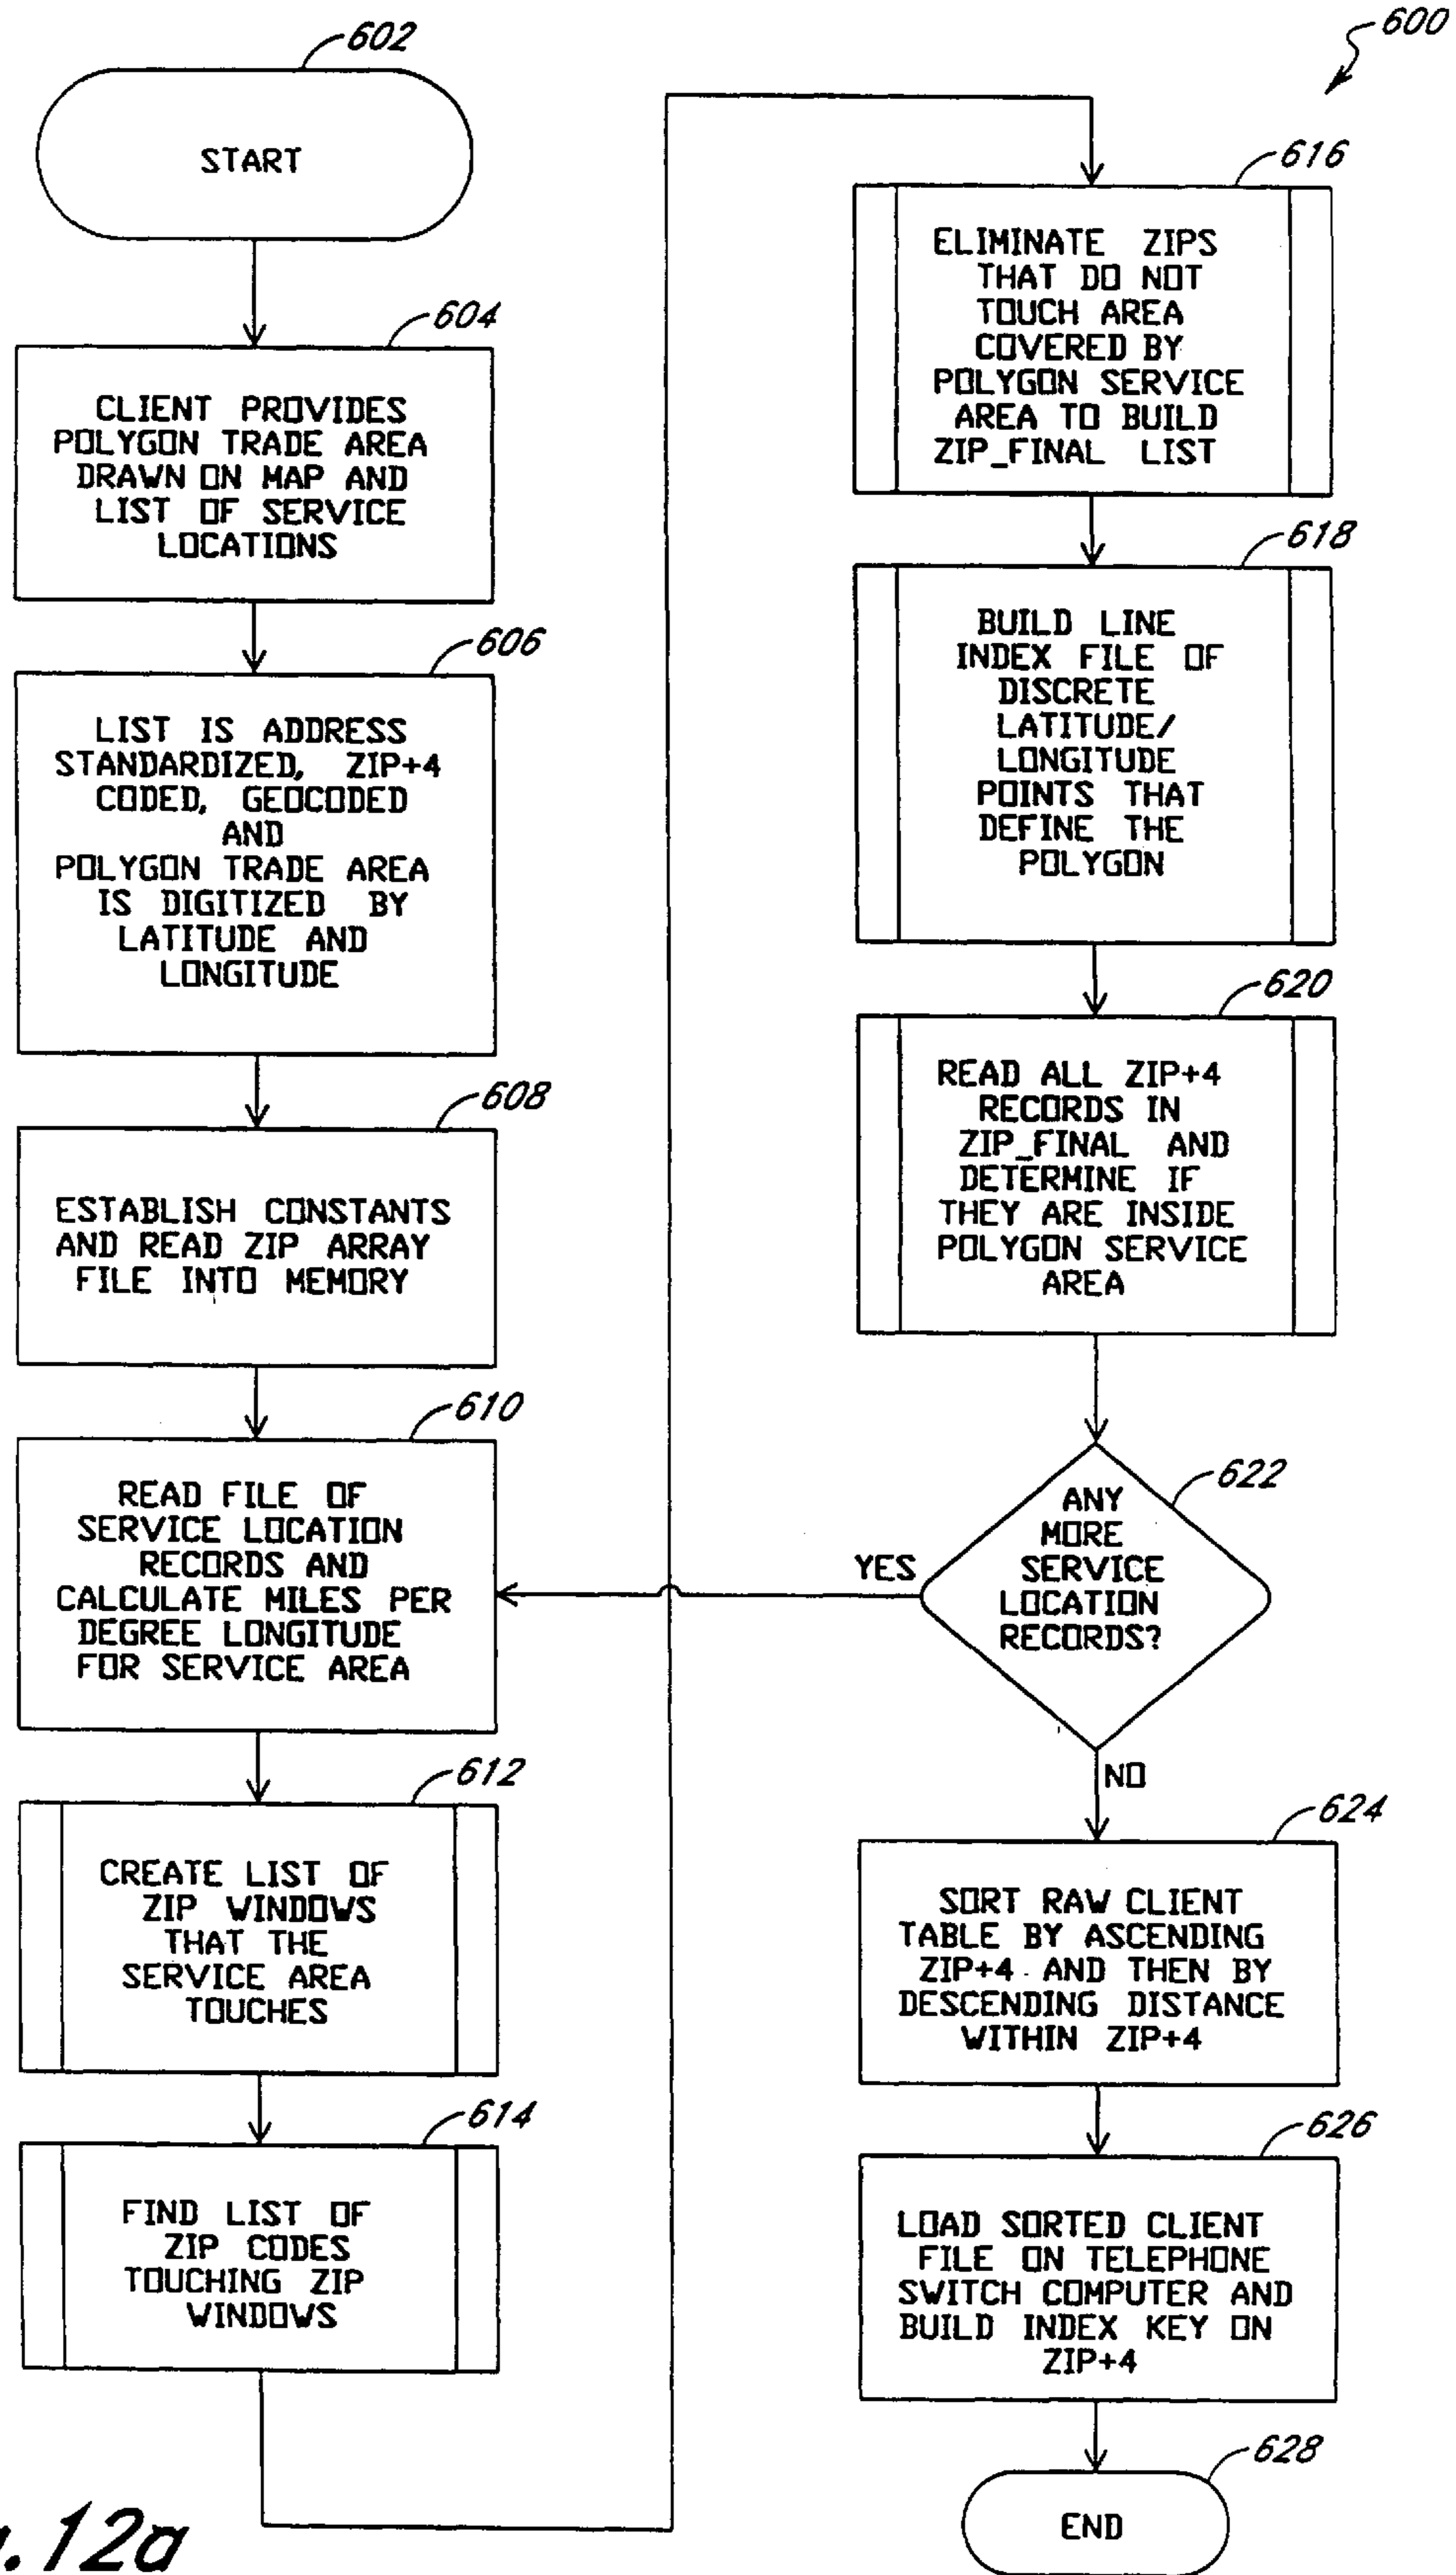 600
602
START
604
CLIENT PROVIDES
POLYGON TRADE AREA
DRAWN ON MAP AND
LIST OF SERVICE
LOCATIONS
606
LIST IS ADDRESS
STANDARDIZED, ZIP+4
CODED, GEOCODED
AND
POLYGON TRADE AREA
IS DIGITIZED BY
LATITUDE AND
LONGITUDE
608
ESTABLISH CONSTANTS
AND READ ZIP ARRAY
FILE INTO MEMORY
610
READ FILE OF
SERVICE LOCATION
RECORDS AND
CALCULATE MILES PER
DEGREE LONGITUDE
FOR SERVICE AREA
612
CREATE LIST OF
ZIP WINDOWS
THAT THE
SERVICE AREA
TOUCHES
614
FIND LIST OF
ZIP CODES
TOUCHING ZIP
WINDOWS
616
ELIMINATE ZIPS
THAT DO NOT
TOUCH AREA
COVERED BY
POLYGON SERVICE
AREA TO BUILD
ZIP_FINAL LIST
618
BUILD LINE
INDEX FILE OF
DISCRETE
LATITUDE/
LONGITUDE
POINTS THAT
DEFINE THE
POLYGON
620
READ ALL ZIP+4
RECORDS IN
ZIP_FINAL AND
DETERMINE IF
THEY ARE INSIDE
POLYGON SERVICE
AREA
622
ANY
MORE
SERVICE
LOCATION
RECORDS?
YES
NO
624
SORT RAW CLIENT
TABLE BY ASCENDING
ZIP+4 AND THEN BY
DESCENDING DISTANCE
WITHIN ZIP+4
626
LOAD SORTED CLIENT
FILE ON TELEPHONE
SWITCH COMPUTER AND
BUILD INDEX KEY ON
ZIP+4
628
END
12a